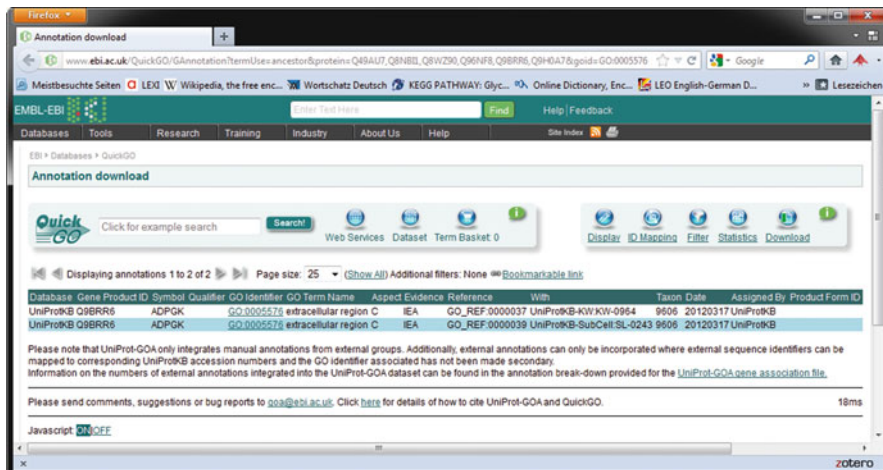 Firefox
Annotation download
www.ebi.ac.uk/QuickGO/GAnnotation?termUse=ancestor&protein=Q49AU7,Q8NBI1,Q8WZ90,Q96NF8,Q9BRR6,Q9H0A7&goid=GO:0005576
Google
Meistbesuchte Seiten LEXI Wikipedia, the free enc... Wortschatz Deutsch KEGG PATHWAY: Glyc... Online Dictionary, Enc... LEO English-German D... » Lesezeichen
EMBL-EBI Enter Text Here Find Help | Feedback
Databases Tools Research Training Industry About Us Help Site Index
EBI > Databases > QuickGO
Annotation download
Quick GO Click for example search Search! Web Services Dataset Term Basket: 0 Display ID Mapping Filter Statistics Download
Displaying annotations 1 to 2 of 2 Page size: 25 (Show All) Additional filters: None Bookmarkable link
Database Gene Product ID Symbol Qualifier GO Identifier GO Term Name Aspect Evidence Reference With Taxon Date Assigned By Product Form ID
UniProtKB Q9BRR6 ADPGK GO:0005576 extracellular region C IEA GO_REF:0000037 UniProtKB-KW:KW-0964 9606 20120317 UniProtKB
UniProtKB Q9BRR6 ADPGK GO:0005576 extracellular region C IEA GO_REF:0000039 UniProtKB-SubCell:SL-0243 9606 20120317 UniProtKB
Please note that UniProt-GOA only integrates manual annotations from external groups. Additionally, external annotations can only be incorporated where external sequence identifiers can be
mapped to corresponding UniProtKB accession numbers and the GO identifier associated has not been made secondary.
Information on the numbers of external annotations integrated into the UniProt-GOA dataset can be found in the annotation break-down provided for the UniProt-GOA gene association file.
Please send comments, suggestions or bug reports to goa@ebi.ac.uk. Click here for details of how to cite UniProt-GOA and QuickGO. 18ms
Javascript: ON|OFF
zotero